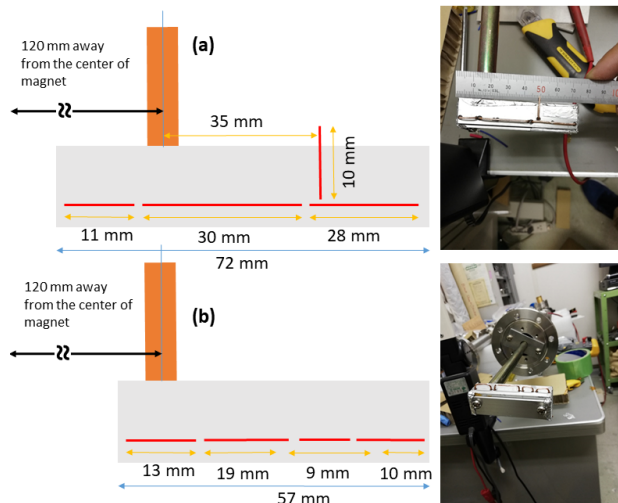 120 mm away
from the center of
magnet
(a)
35 mm
10 mm
11 mm
30 mm
28 mm
72 mm
120 mm away
from the center of
magnet
(b)
13 mm
19 mm
9 mm
10 mm
57 mm
50